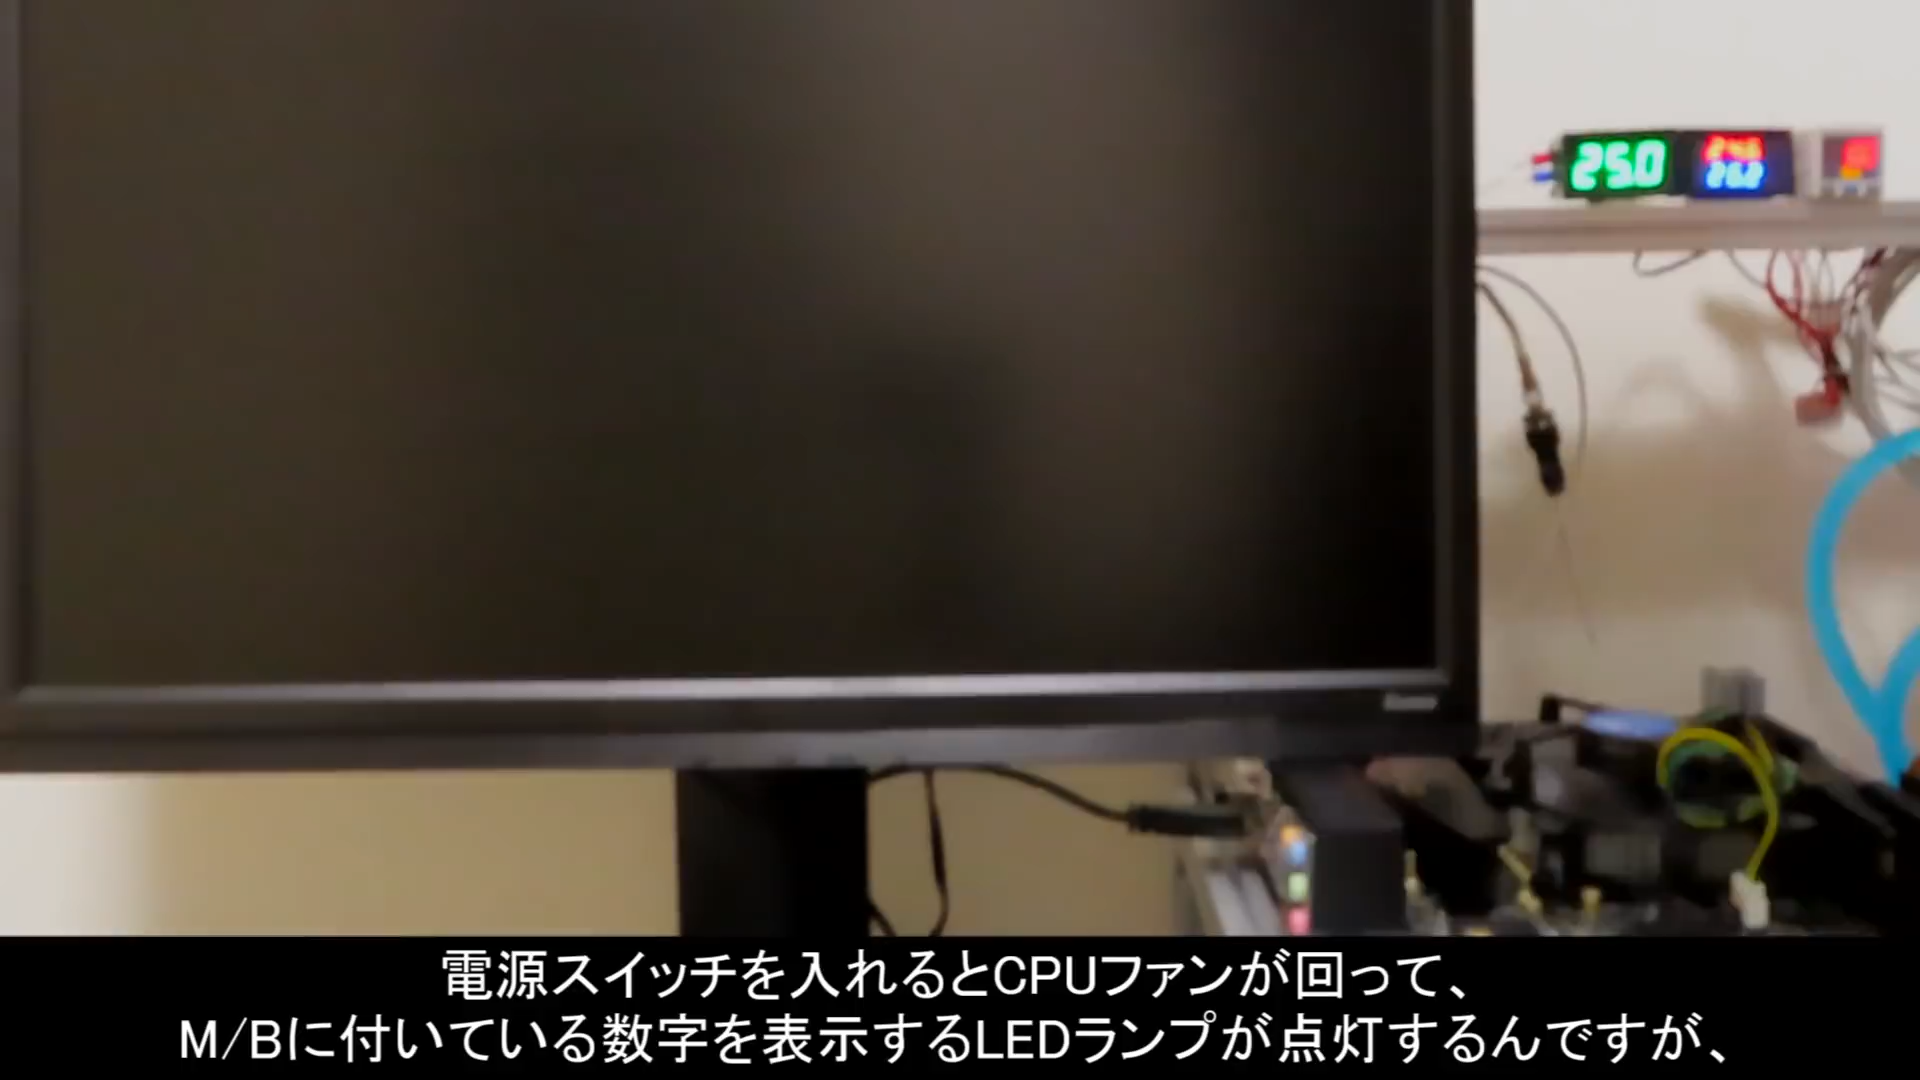 25.0
26.2
電源スイッチを入れるとCPUファンが回って、
M/Bに付いている数字を表示するLEDランプが点灯するんですが、